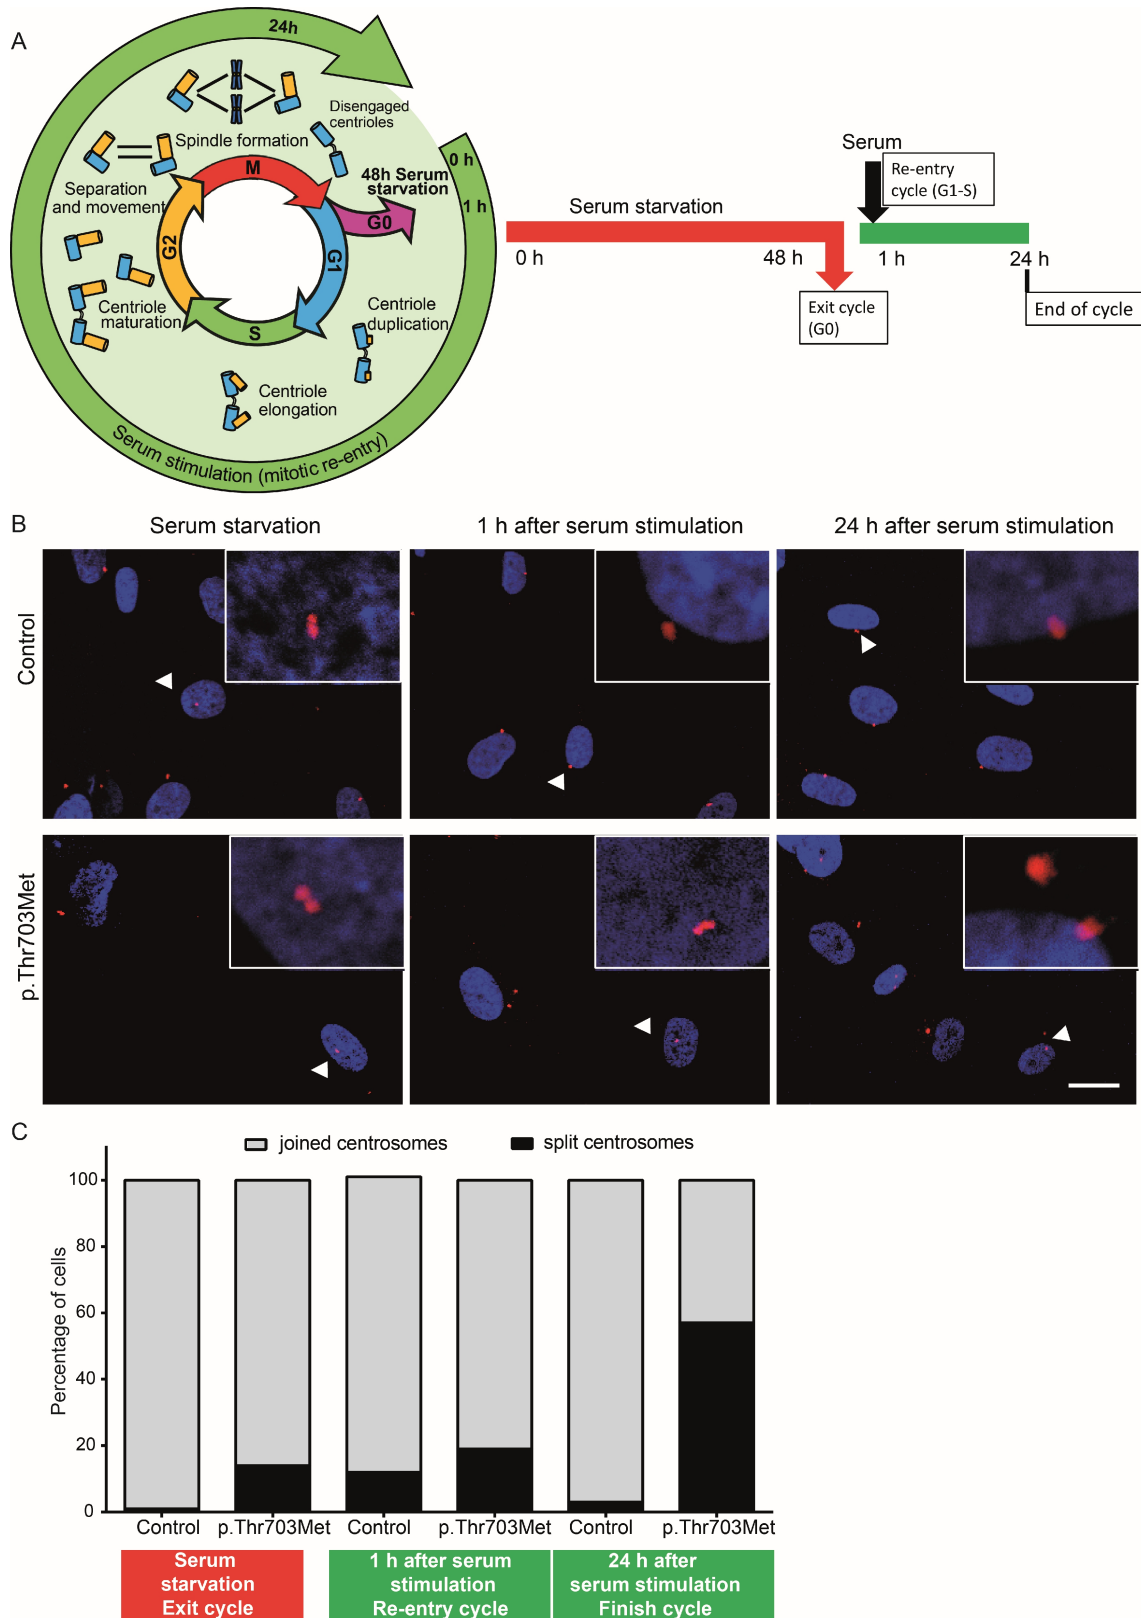 A
24h
Disengaged
centrioles
Spindle formation
0 h
M
48h Serum
starvation
1 h
Separation
and movement
G0
G2
G1
Centriole
maturation
Centriole
duplication
S
Centriole
elongation
Serum stimulation (mitotic re-entry)
Serum
Re-entry
cycle (G1-S)
Serum starvation
0 h
48 h
1 h
24 h
Exit cycle
(G0)
End of cycle
B
Serum starvation
1 h after serum stimulation
24 h after serum stimulation
Control
p.Thr703Met
C
joined centrosomes
split centrosomes
Percentage of cells
100
80
60
40
20
0
Control
p.Thr703Met
Control
p.Thr703Met
Control
p.Thr703Met
Serum
starvation
Exit cycle
1 h after serum
stimulation
Re-entry cycle
24 h after
serum stimulation
Finish cycle